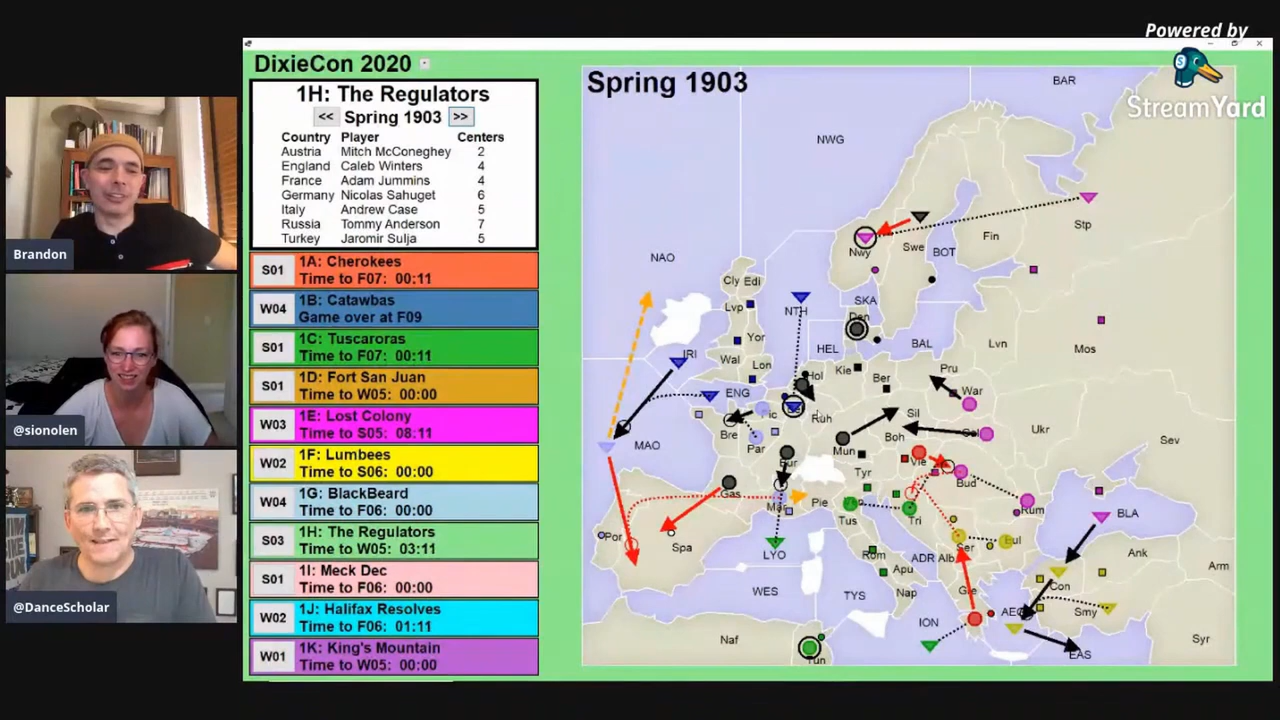 Powered by
StreamYard
Brandon
@sionolen
@DanceScholar
DixieCon 2020
1H: The Regulators
<< Spring 1903 >>
Country Player Centers
Austria Mitch McConeghey 2
England Caleb Winters 4
France Adam Jummins 4
Germany Nicolas Sahuget 6
Italy Andrew Case 5
Russia Tommy Anderson 7
Turkey Jaromir Sulja 5
S01 1A: Cherokees
Time to F07: 00:11
W04 1B: Catawbas
Game over at F09
S01 1C: Tuscaroras
Time to F07: 00:11
S01 1D: Fort San Juan
Time to W05: 00:00
W03 1E: Lost Colony
Time to S05: 08:11
W02 1F: Lumbees
Time to S06: 00:00
W04 1G: BlackBeard
Time to F06: 00:00
S03 1H: The Regulators
Time to W05: 03:11
S01 1I: Meck Dec
Time to F06: 00:00
W02 1J: Halifax Resolves
Time to F06: 01:11
W01 1K: King's Mountain
Time to W05: 00:00
Spring 1903
BAR
NWG
Stp
Nwy
Swe
Fin
BOT
NAO
Cly Edi
SKA
Den
Lvp
NTH
Yor
HEL
BAL
Lvn
Mos
IRI
Wal
Lon
Hol
Kie
Ber
Pru
War
ENG
Ruh
Sil
Bre
Par
Mun
Boh
Ukr
MAO
Sev
Tyr
Vie
Bud
Gas
Mar
Pie
Tus
Tri
Rum
BLA
Por
Spa
LYO
ADR Alb
Ser
Rom
Apu
Ank
Arm
Con
WES
TYS
Nap
Gre
AEG
Smy
ION
Naf
Tun
EAS
Syr